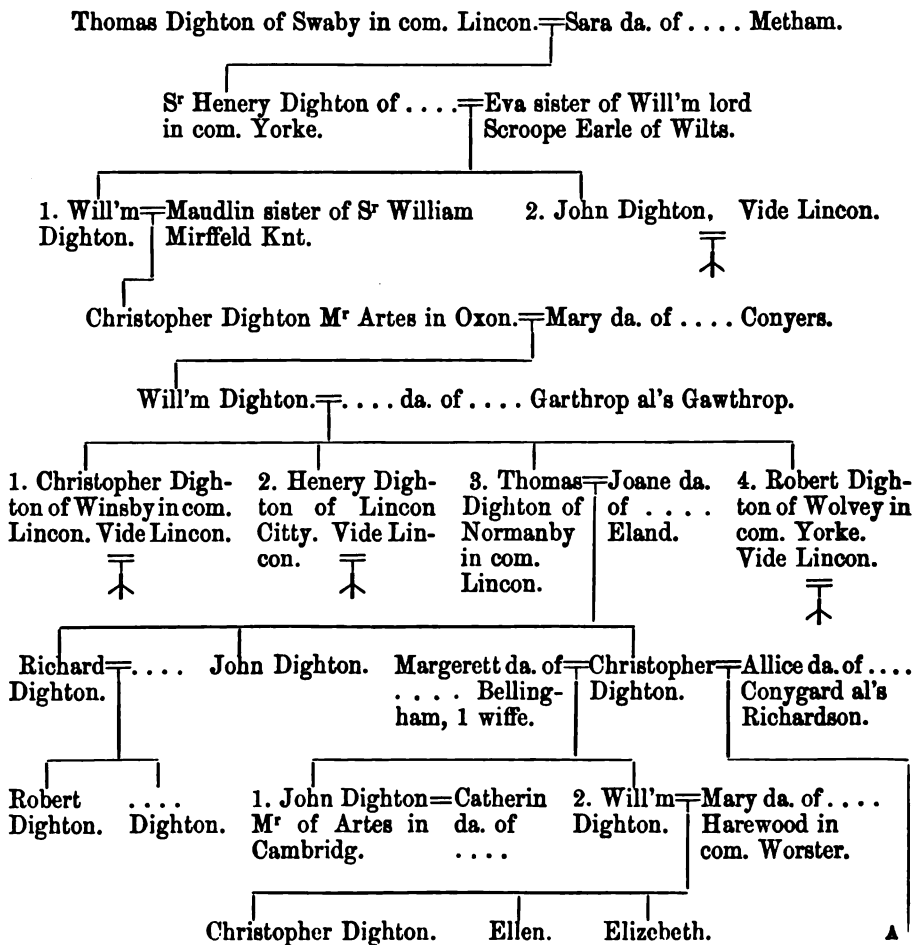 Thomas Dighton of Swaby in com. Lincon.=Sara da. of . . . . Metham.
Sr Henery Dighton of . . . .=Eva sister of Will'm lord
in com. Yorke. Scroope Earle of Wilts.
1. Will'm=Maudlin sister of Sr William 2. John Dighton, Vide Lincon.
Dighton. Mirffeld Knt.
Christopher Dighton Mr Artes in Oxon.=Mary da. of . . . . Conyers.
Will'm Dighton.=. . . . da. of . . . . Garthrop al's Gawthrop.
1. Christopher Digh-
ton of Winsby in com.
Lincon. Vide Lincon.
2. Henery Digh-
ton of Lincon
Citty. Vide Lin-
con.
3. Thomas=Joane da.
Dighton of of . . . .
Normanby Eland.
in com.
Lincon.
4. Robert Digh-
ton of Wolvey in
com. Yorke.
Vide Lincon.
Richard=. . . .
Dighton.
John Dighton.
Margerett da. of=Christopher=Allice da. of . . . .
. . . . Belling- Dighton. Conygard al's
ham, 1 wiffe. Richardson.
Robert
Dighton.
. . . .
Dighton.
1. John Dighton=Catherin
Mr of Artes in da. of
Cambridg. . . . .
2. Will'm=Mary da. of . . . .
Dighton. Harewood in
com. Worster.
Christopher Dighton. Ellen. Elizebeth. A